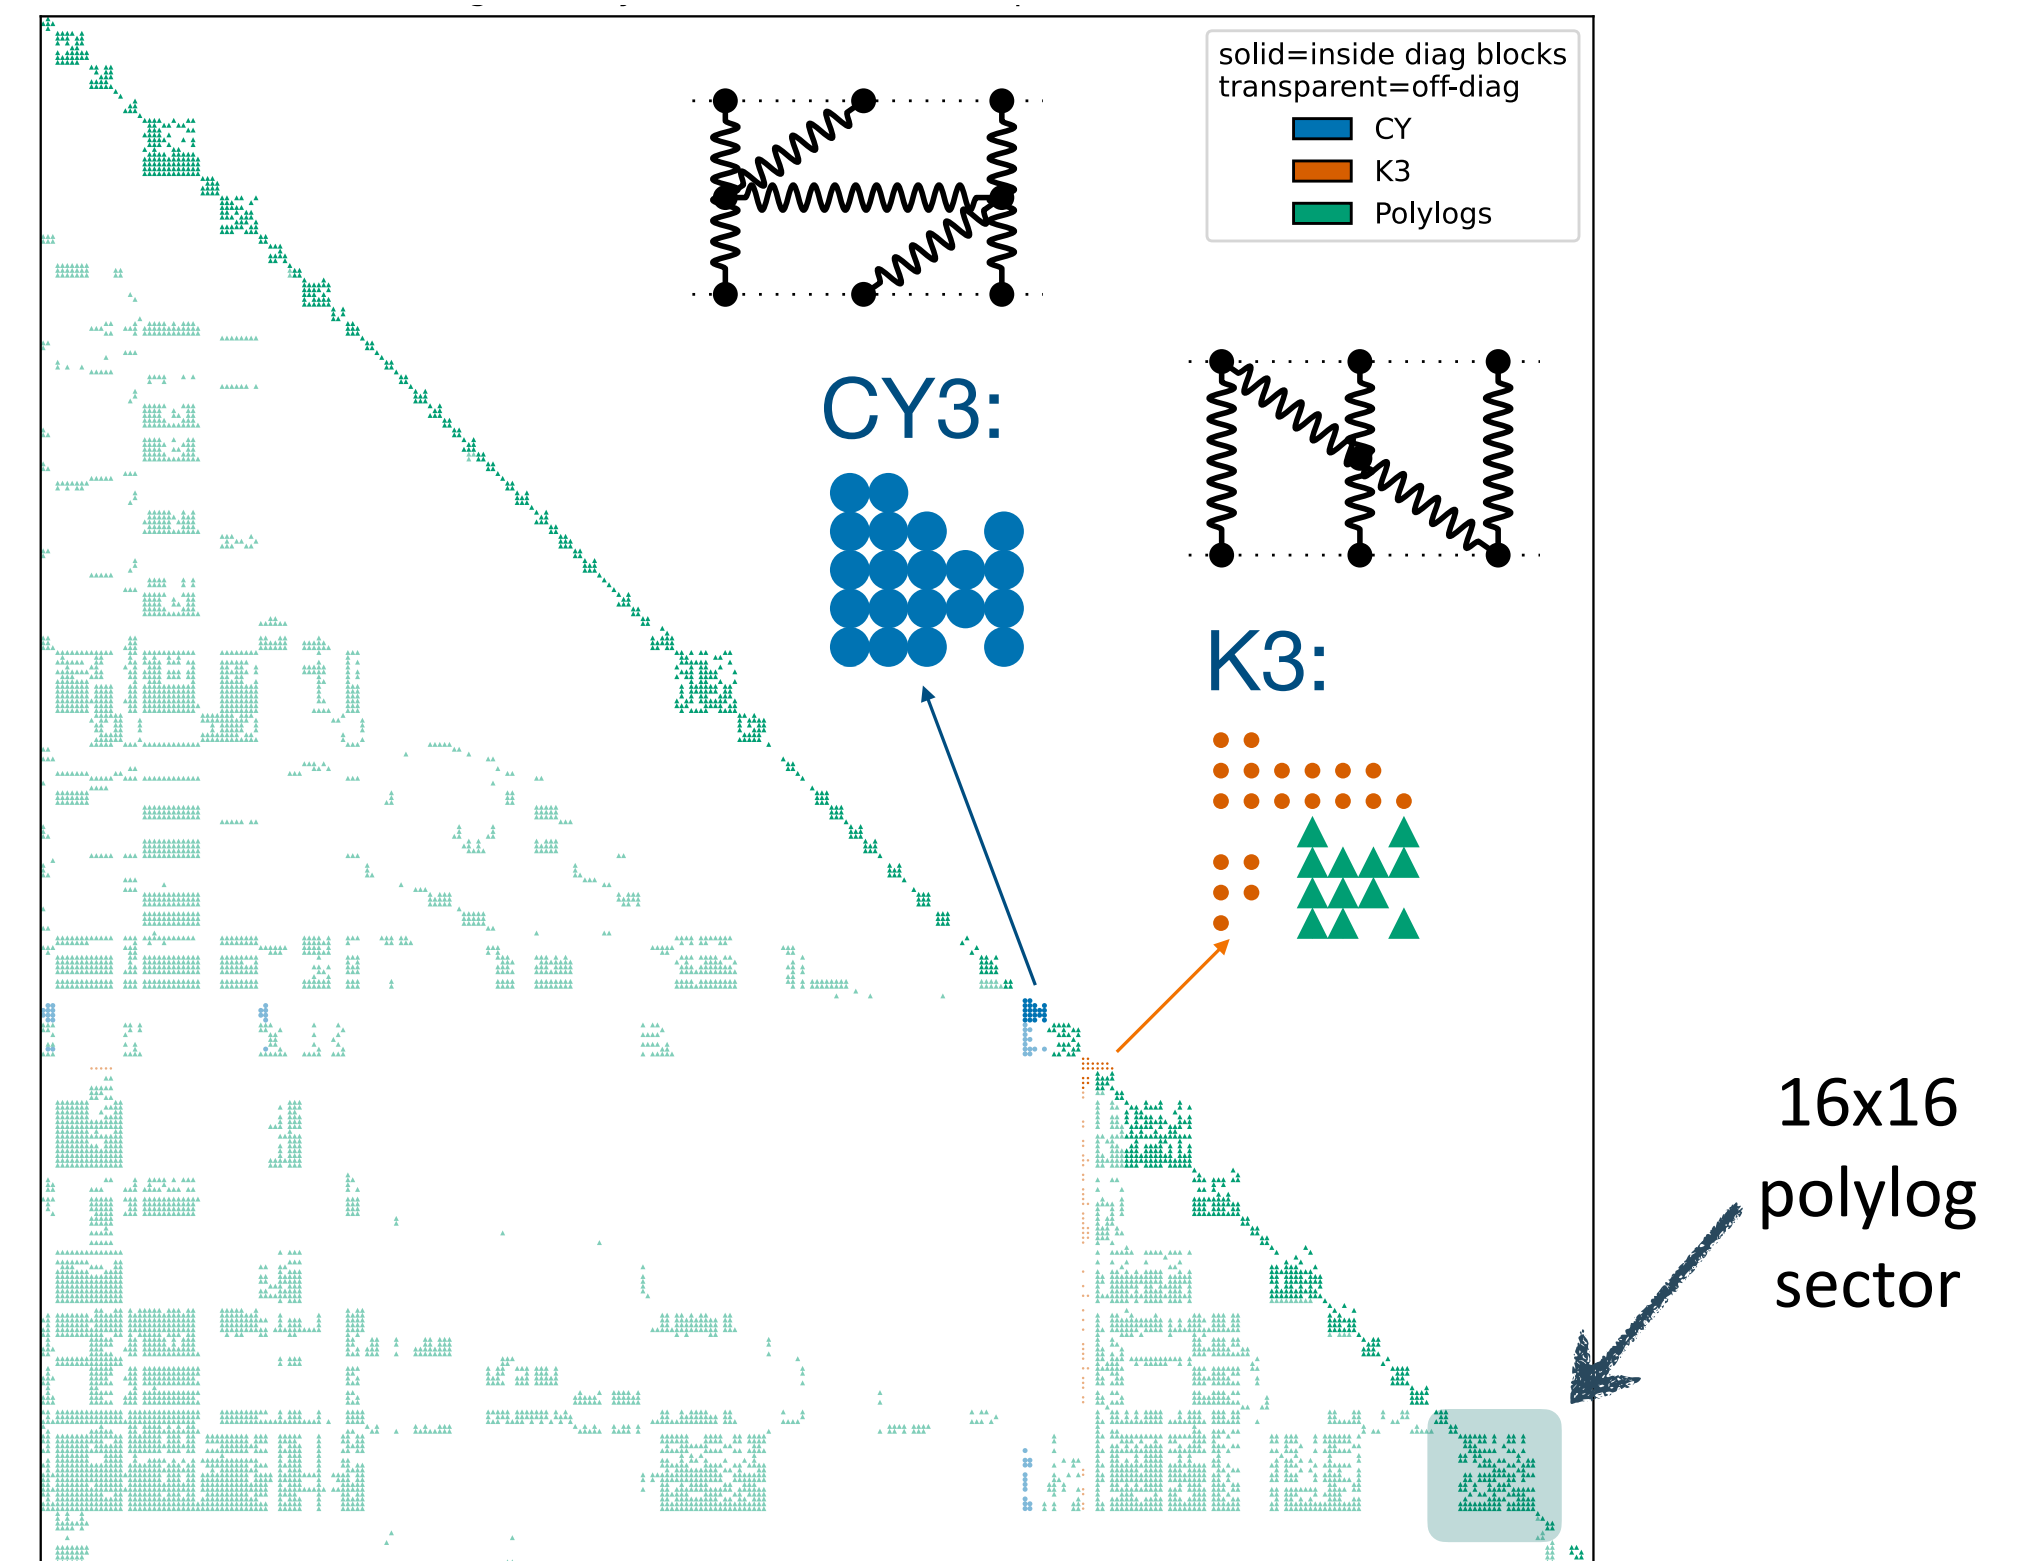 solid=inside diag blocks
transparent=off-diag
CY
K3
Polylogs
CY3:
K3:
16x16
polylog
sector